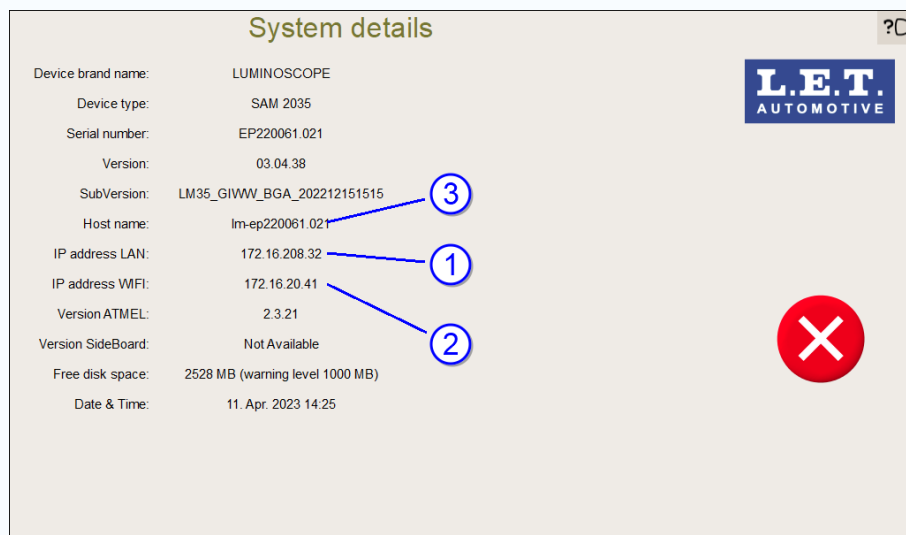 System details
?
Device brand name: LUMINOSCOPE
L.E.T.
AUTOMOTIVE
Device type: SAM 2035
Serial number: EP220061.021
Version: 03.04.38
SubVersion: LM35_GIWW_BGA_202212151515
3
Host name: lm-ep220061.021
IP address LAN: 172.16.208.32
1
IP address WIFI: 172.16.20.41
Version ATMEL: 2.3.21
2
Version SideBoard: Not Available
Free disk space: 2528 MB (warning level 1000 MB)
Date & Time: 11. Apr. 2023 14:25